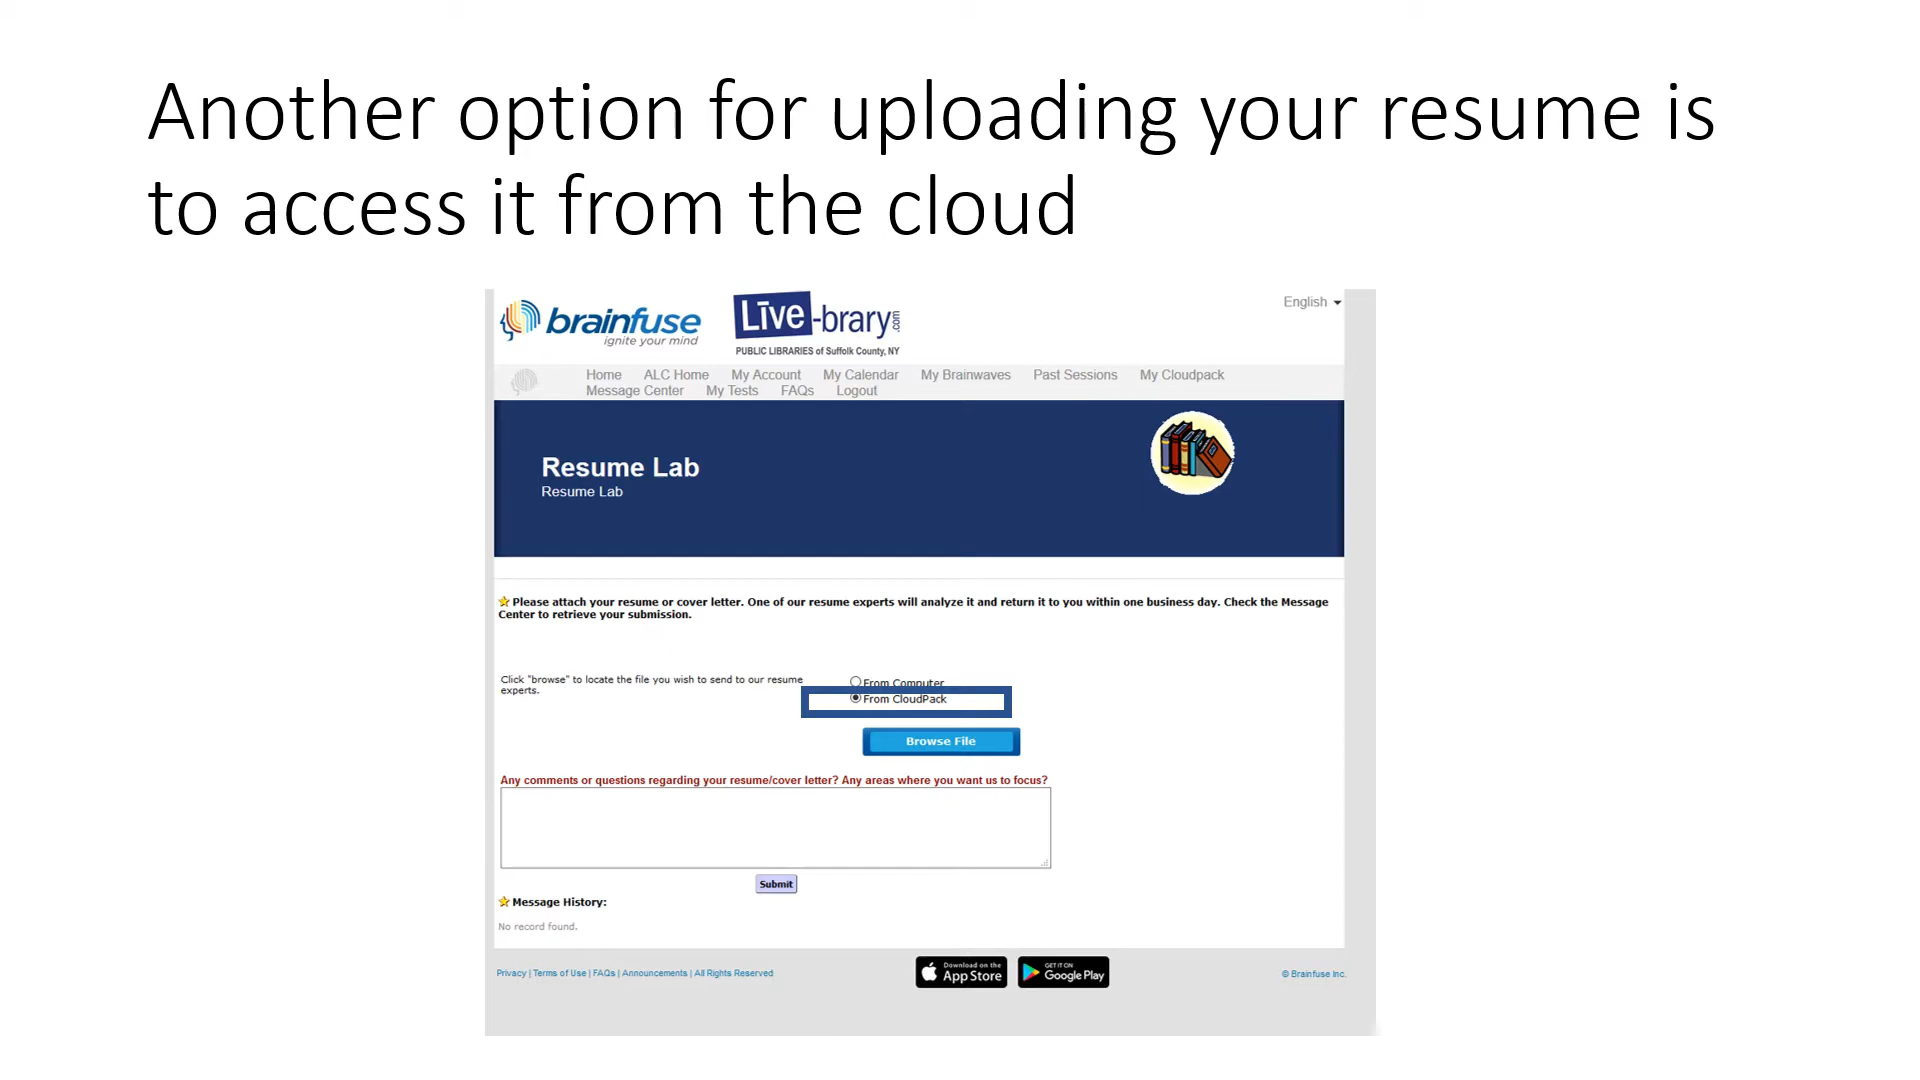 Another option for uploading your resume is
to access it from the cloud
brainfuse
ignite your mind
Līve-brary.com
PUBLIC LIBRARIES of Suffolk County, NY
English
Home ALC Home My Account My Calendar My Brainwaves Past Sessions My Cloudpack
Message Center My Tests FAQs Logout
Resume Lab
Resume Lab
Please attach your resume or cover letter. One of our resume experts will analyze it and return it to you within one business day. Check the Message
Center to retrieve your submission.
Click "browse" to locate the file you wish to send to our resume
experts.
From Computer
From CloudPack
Browse File
Any comments or questions regarding your resume/cover letter? Any areas where you want us to focus?
Submit
Message History:
No record found.
Privacy | Terms of Use | FAQs | Announcements | All Rights Reserved
Download on the
App Store
GET IT ON
Google Play
© Brainfuse Inc.